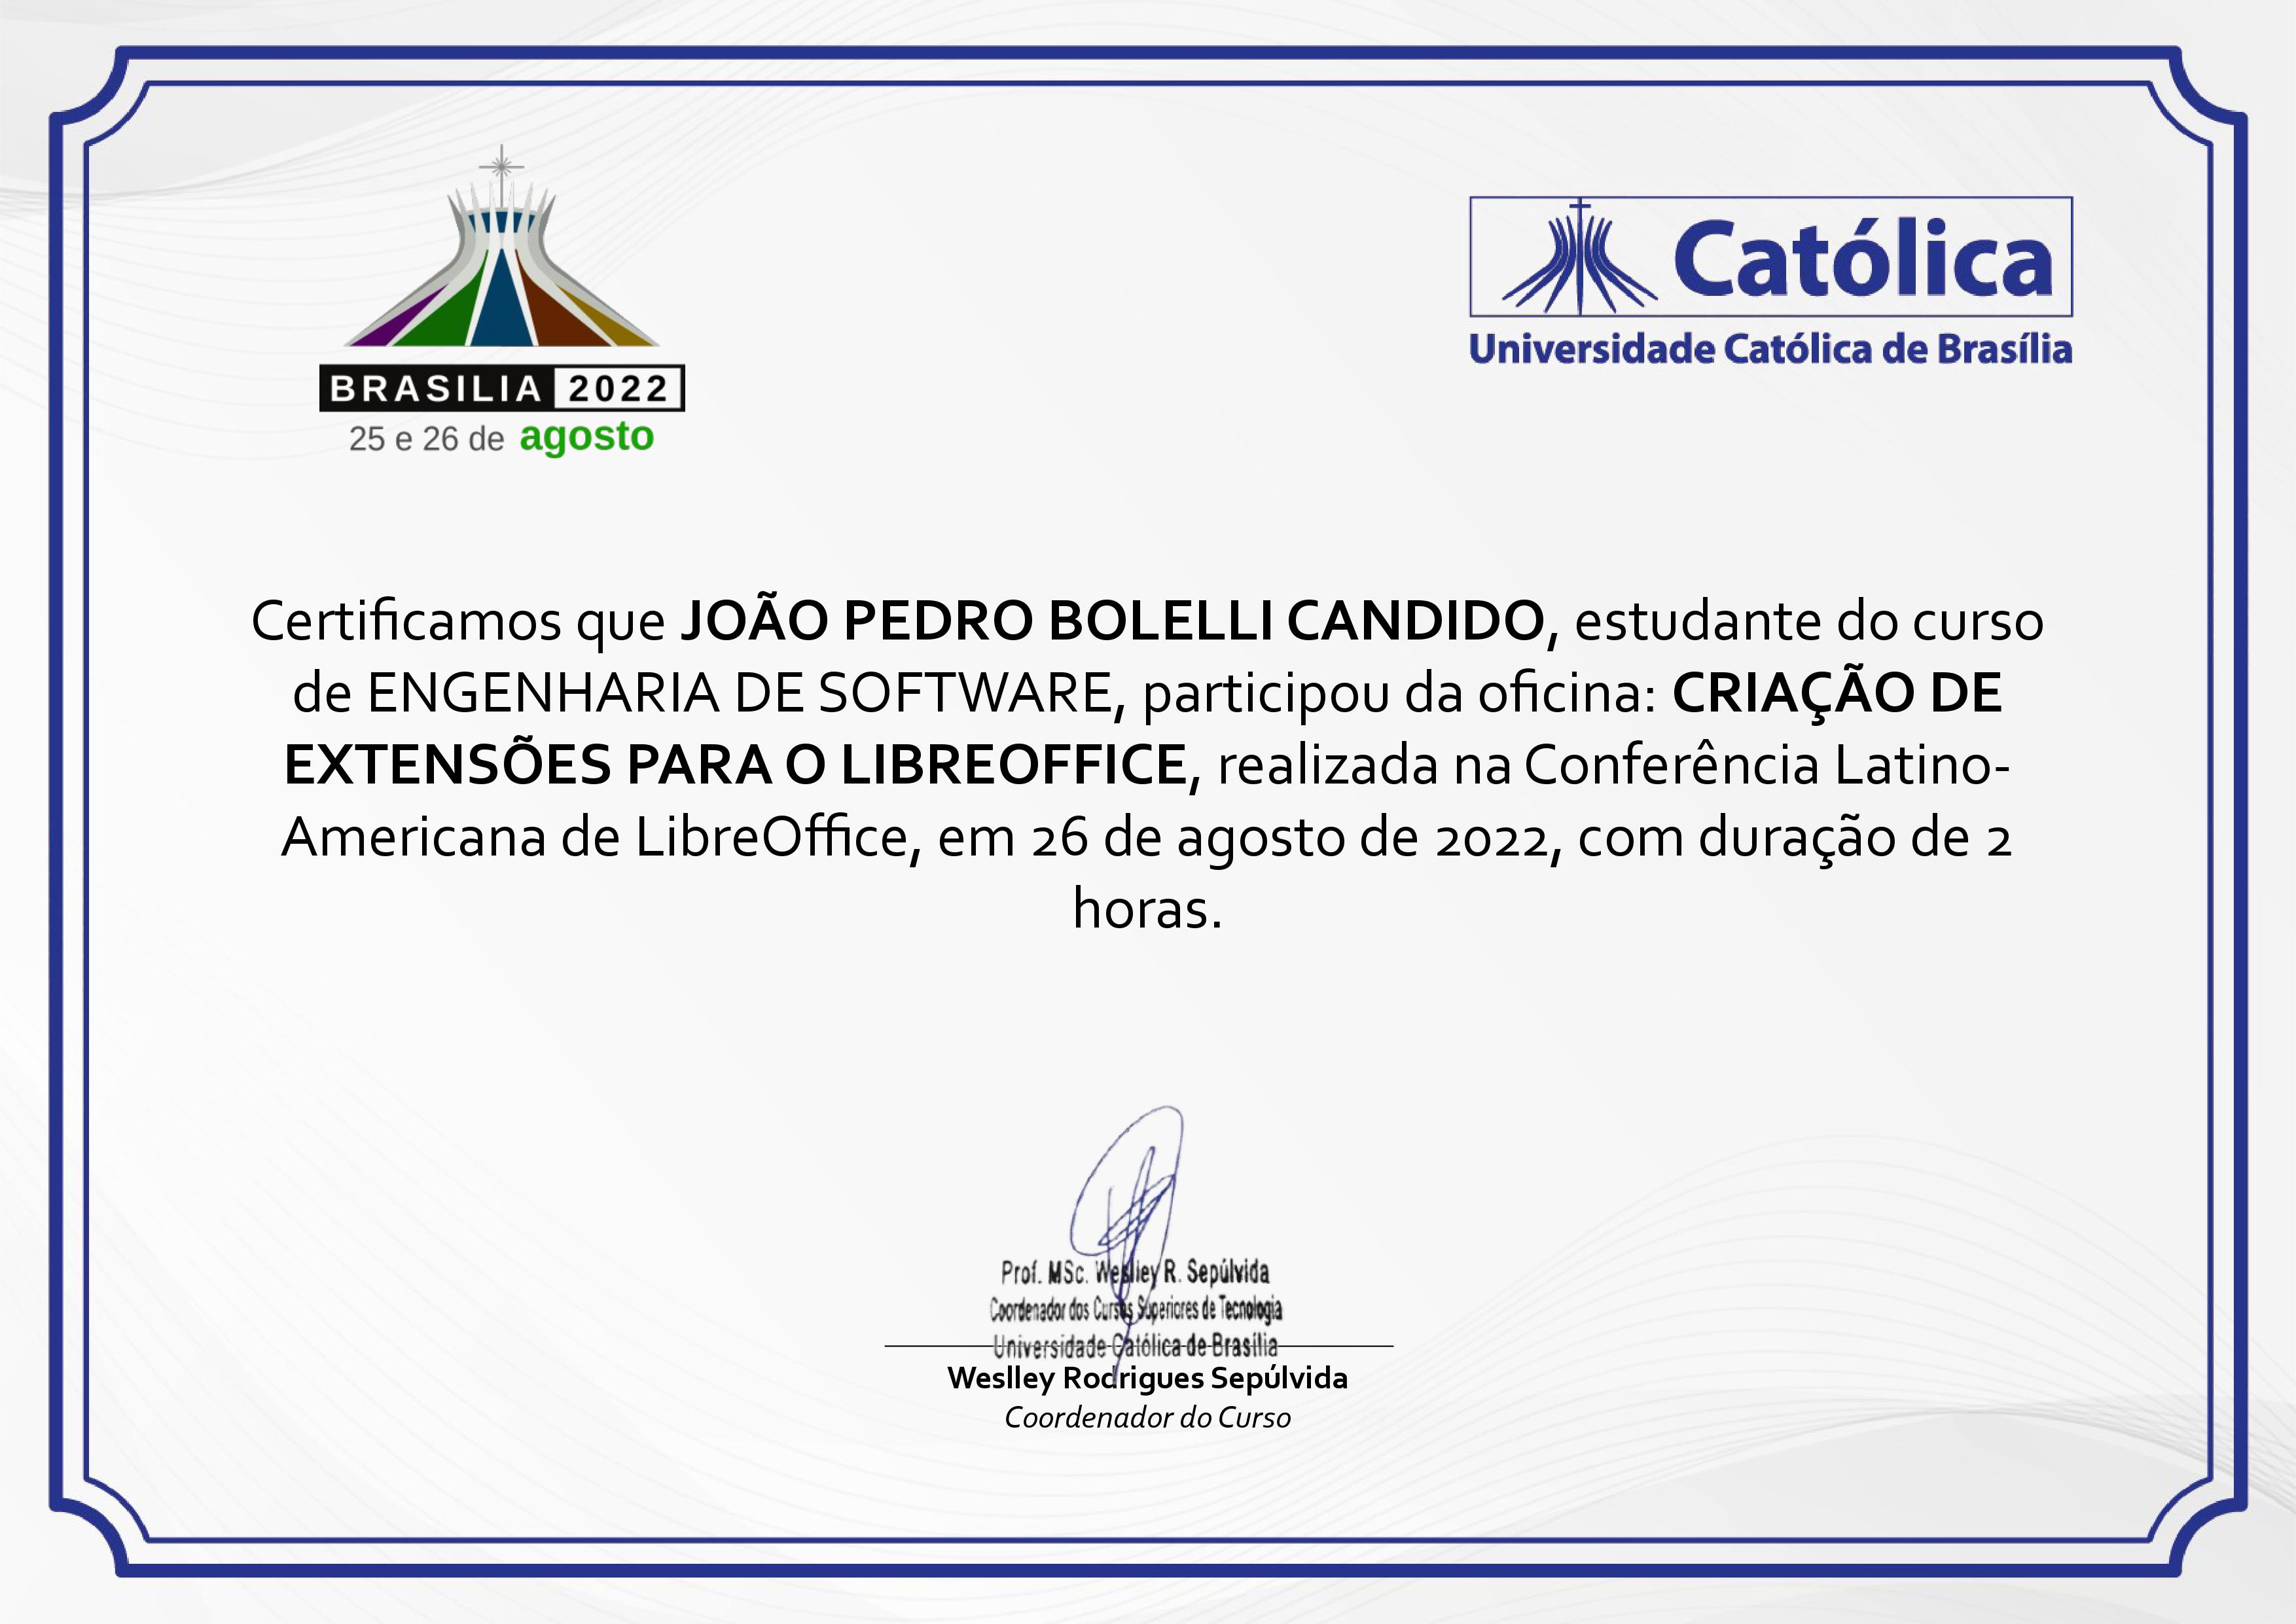 BRASILIA 2022
25 e 26 de agosto
Católica
Universidade Católica de Brasília
Certificamos que JOÃO PEDRO BOLELLI CANDIDO, estudante do curso
de ENGENHARIA DE SOFTWARE, participou da oficina: CRIAÇÃO DE
EXTENSÕES PARA O LIBREOFFICE, realizada na Conferência Latino-
Americana de LibreOffice, em 26 de agosto de 2022, com duração de 2
horas.
Prof. MSc. Weslley R. Sepúlvida
Coordenador dos Cursos Superiores de Tecnologia
Universidade Católica de Brasília
Weslley Rodrigues Sepúlvida
Coordenador do Curso